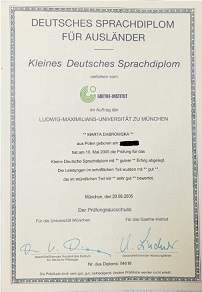 DEUTSCHES SPRACHDIPLOM
FÜR AUSLÄNDER
Kleines Deutsches Sprachdiplom
verliehen vom
GOETHE-INSTITUT
im Auftrag der
LUDWIG-MAXIMILIANS-UNIVERSITÄT ZU MÜNCHEN
** MARTA DABROWSKA **
aus Polen geboren am
hat am 10. Mai 2005 die Prüfung für das
Kleine Deutsche Sprachdiplom mit ** gutem ** Erfolg abgelegt.
Die Leistungen im schriftlichen Teil wurden mit ** gut **,
die im mündlichen Teil mit ** sehr gut ** bewertet.
München, den 29.06.2005
Der Prüfungsausschuss
Für die Universität München
Für das Goethe-Institut
Nr. des Diploms: